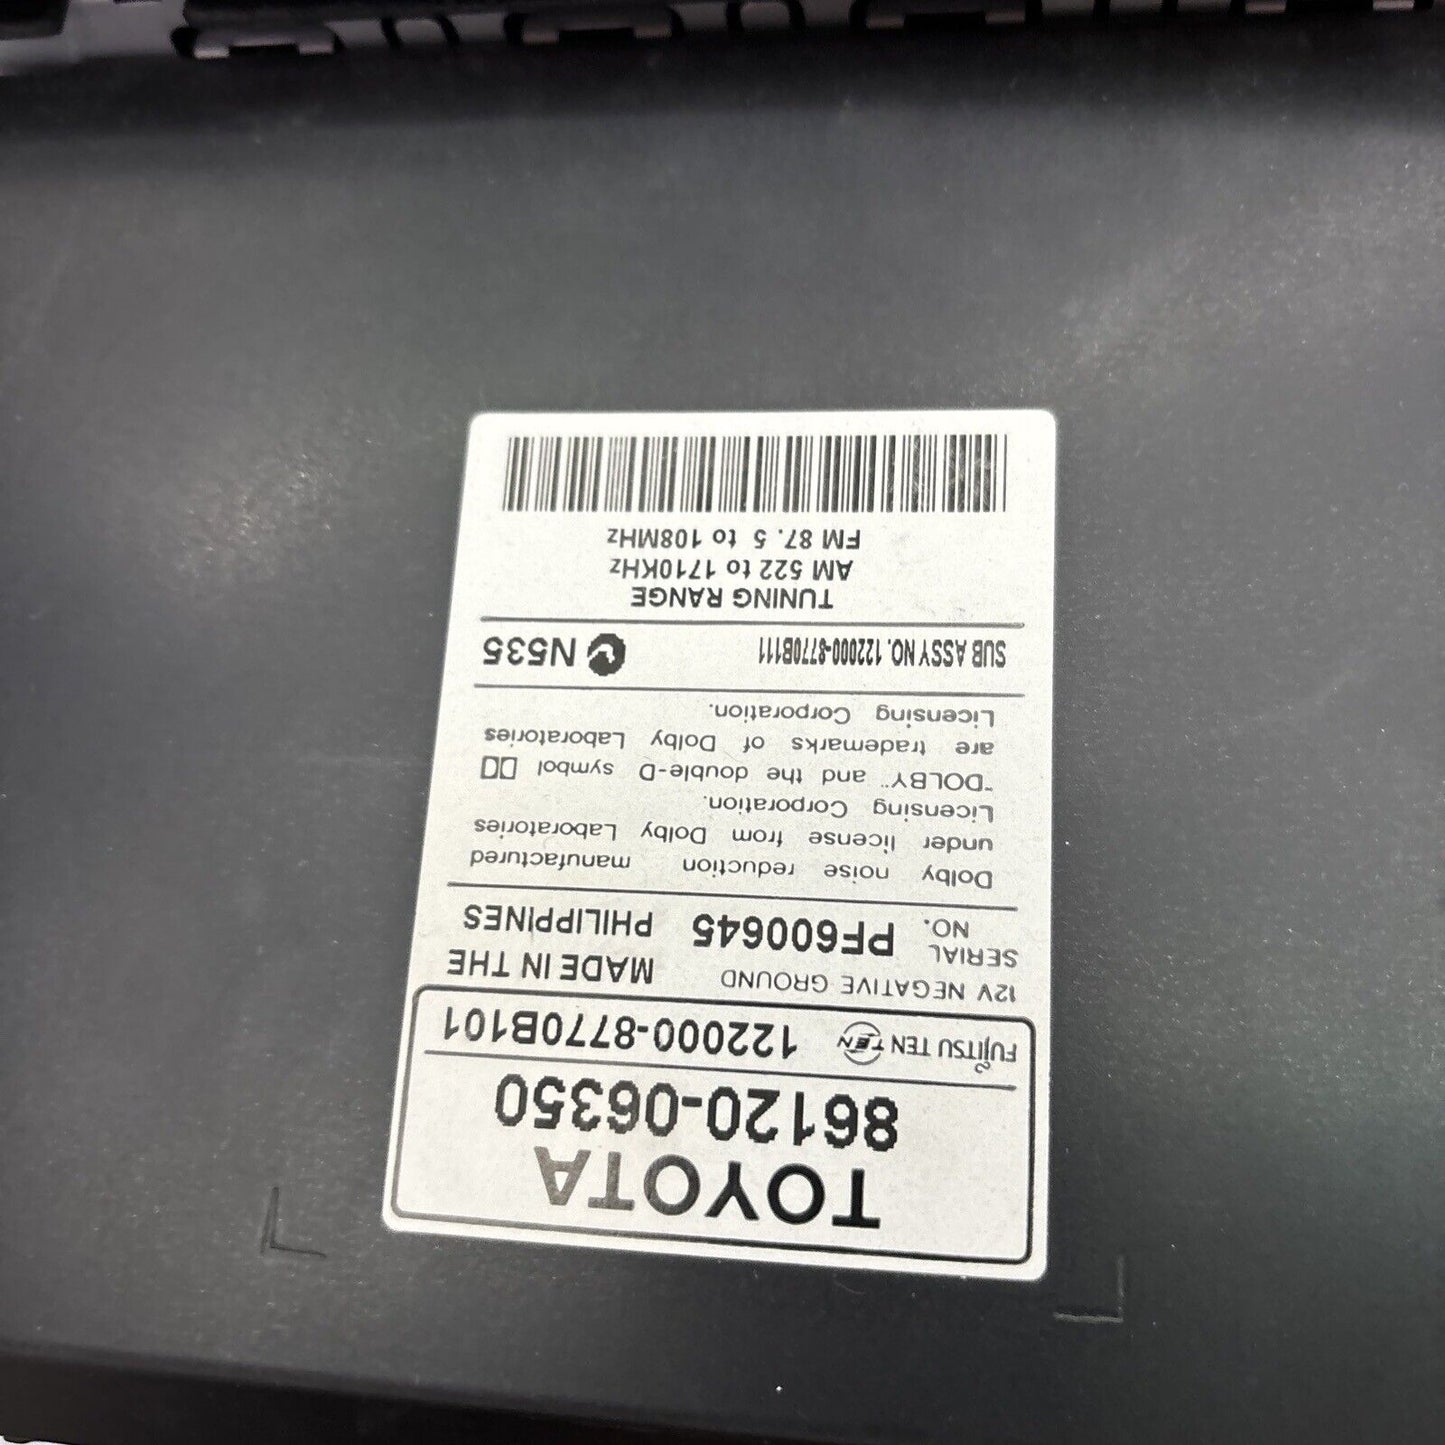 TOYOTA
86120-06350
FUJITSU TEN TEN 122000-8770B101
12V NEGATIVE GROUND
SERIAL NO. PF600645
MADE IN THE
PHILIPPINES
Dolby noise reduction manufactured
under license from Dolby Laboratories
Licensing Corporation.
"DOLBY" and the double-D symbol
are trademarks of Dolby Laboratories
Licensing Corporation.
SUB ASSY NO. 122000-8770B111 N535
TUNING RANGE
AM 522 to 1710KHz
FM 87. 5 to 108MHz